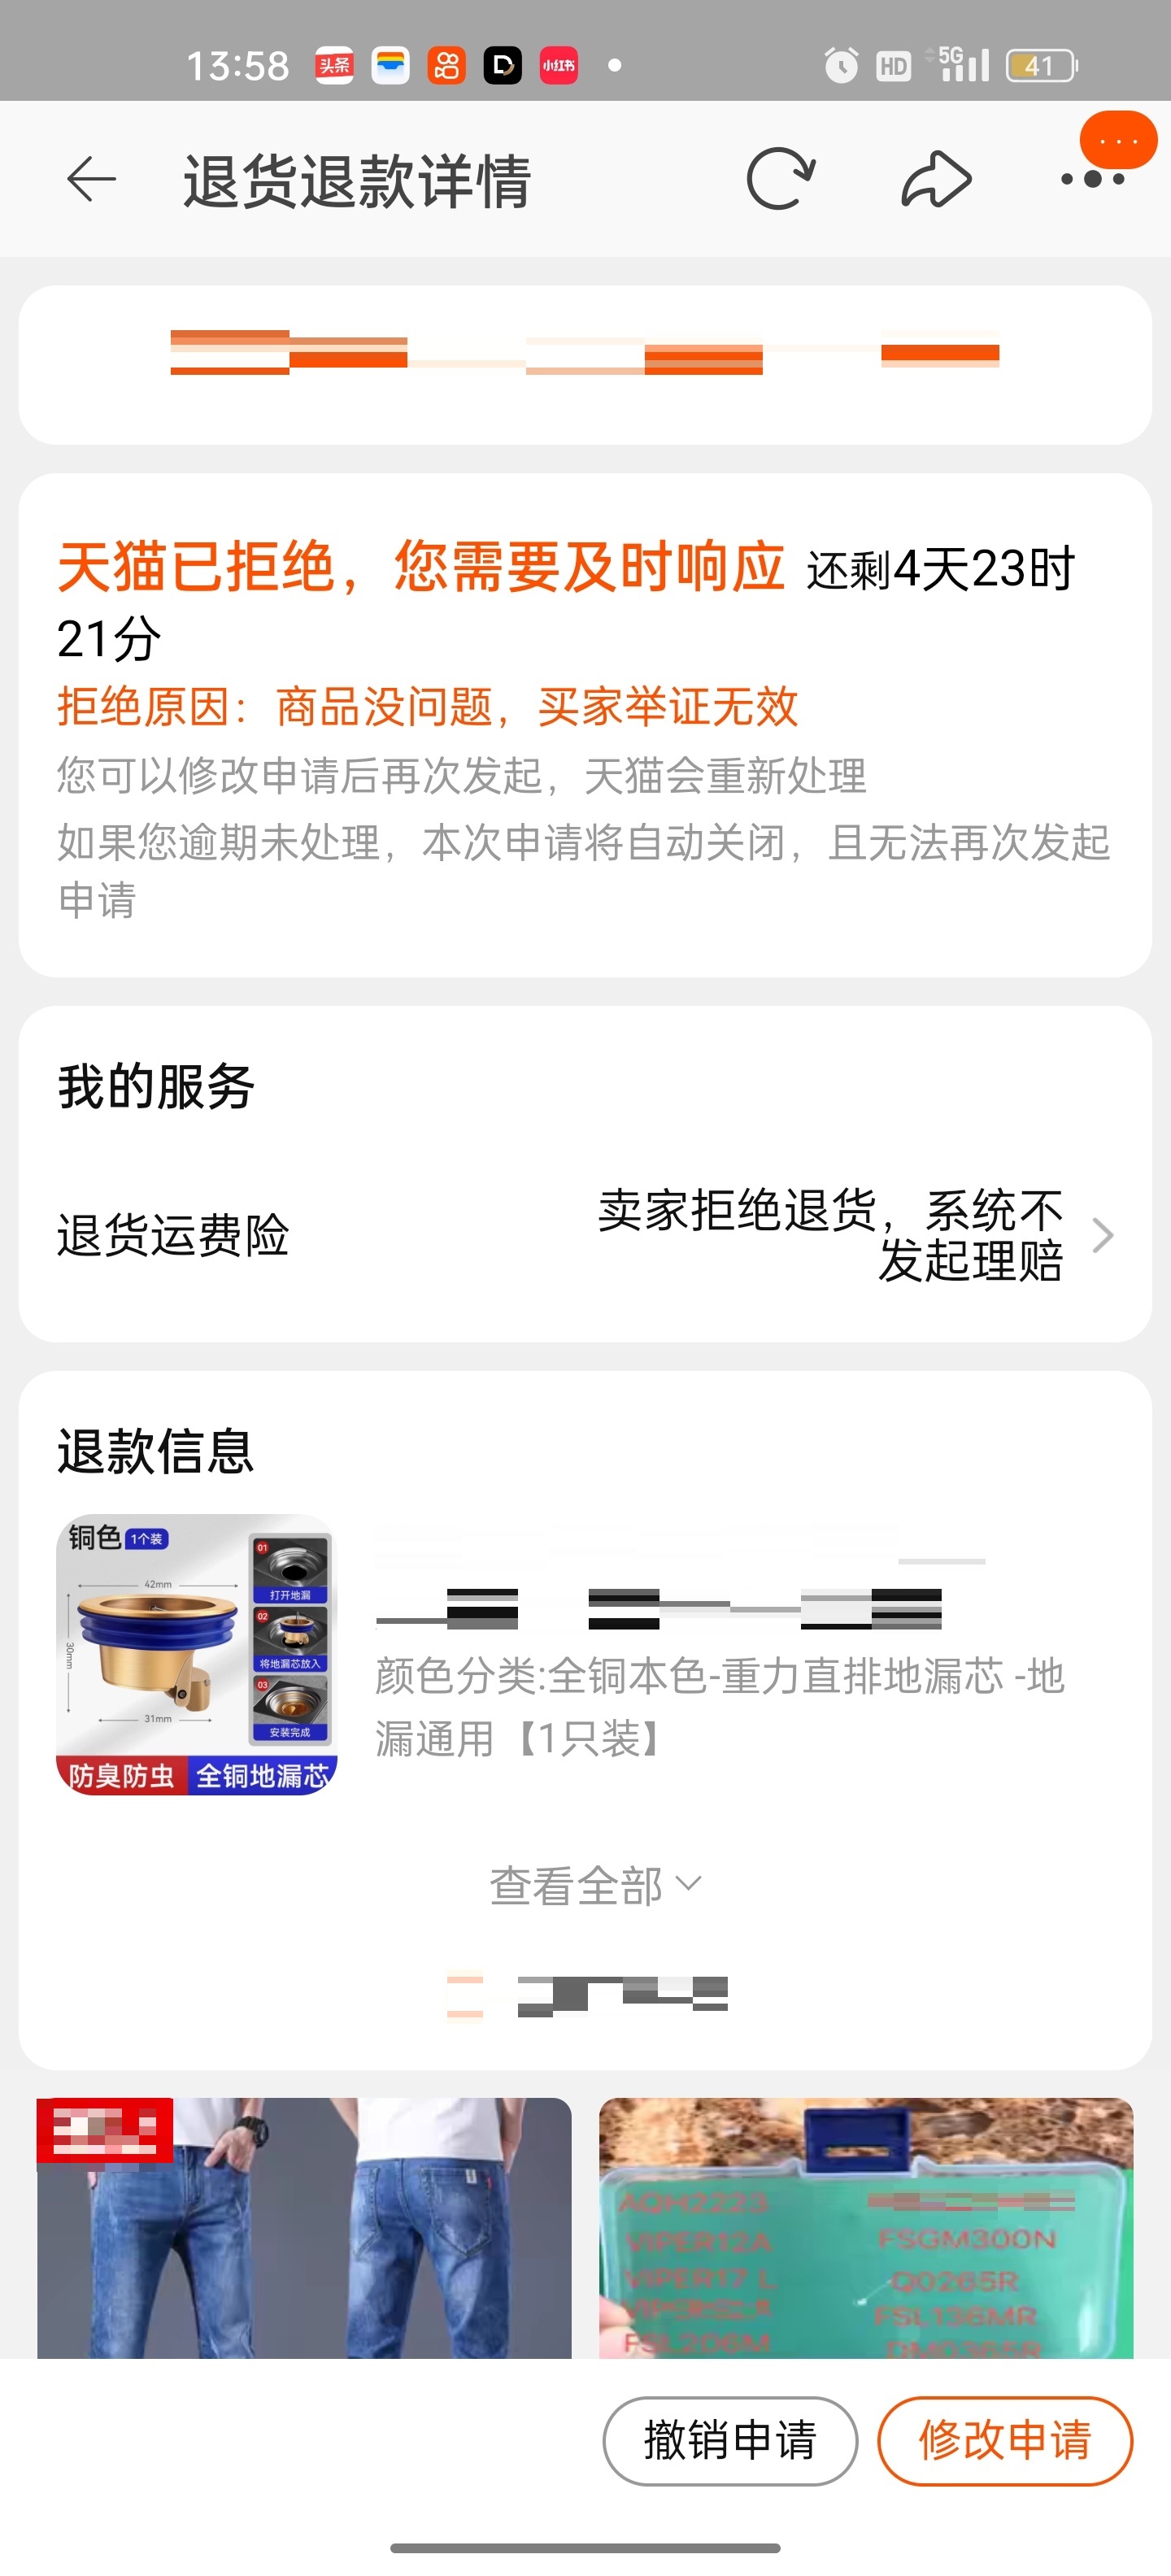 13:58
头条
小红书
HD
5G
41
退货退款详情
天猫已拒绝，您需要及时响应 还剩4天23时
21分
拒绝原因：商品没问题，买家举证无效
您可以修改申请后再次发起，天猫会重新处理
如果您逾期未处理，本次申请将自动关闭，且无法再次发起
申请
我的服务
退货运费险
卖家拒绝退货，系统不
发起理赔
退款信息
铜色 1个装
42mm
30mm
31mm
01
打开地漏
02
将地漏芯放入
03
安装完成
防臭防虫 全铜地漏芯
颜色分类:全铜本色-重力直排地漏芯 -地
漏通用【1只装】
查看全部
AQH2223
VIPER12A
FSGM300N
VIPER17 L
Q0265R
FSL136MR
FSL206M
DM0365R
撤销申请
修改申请